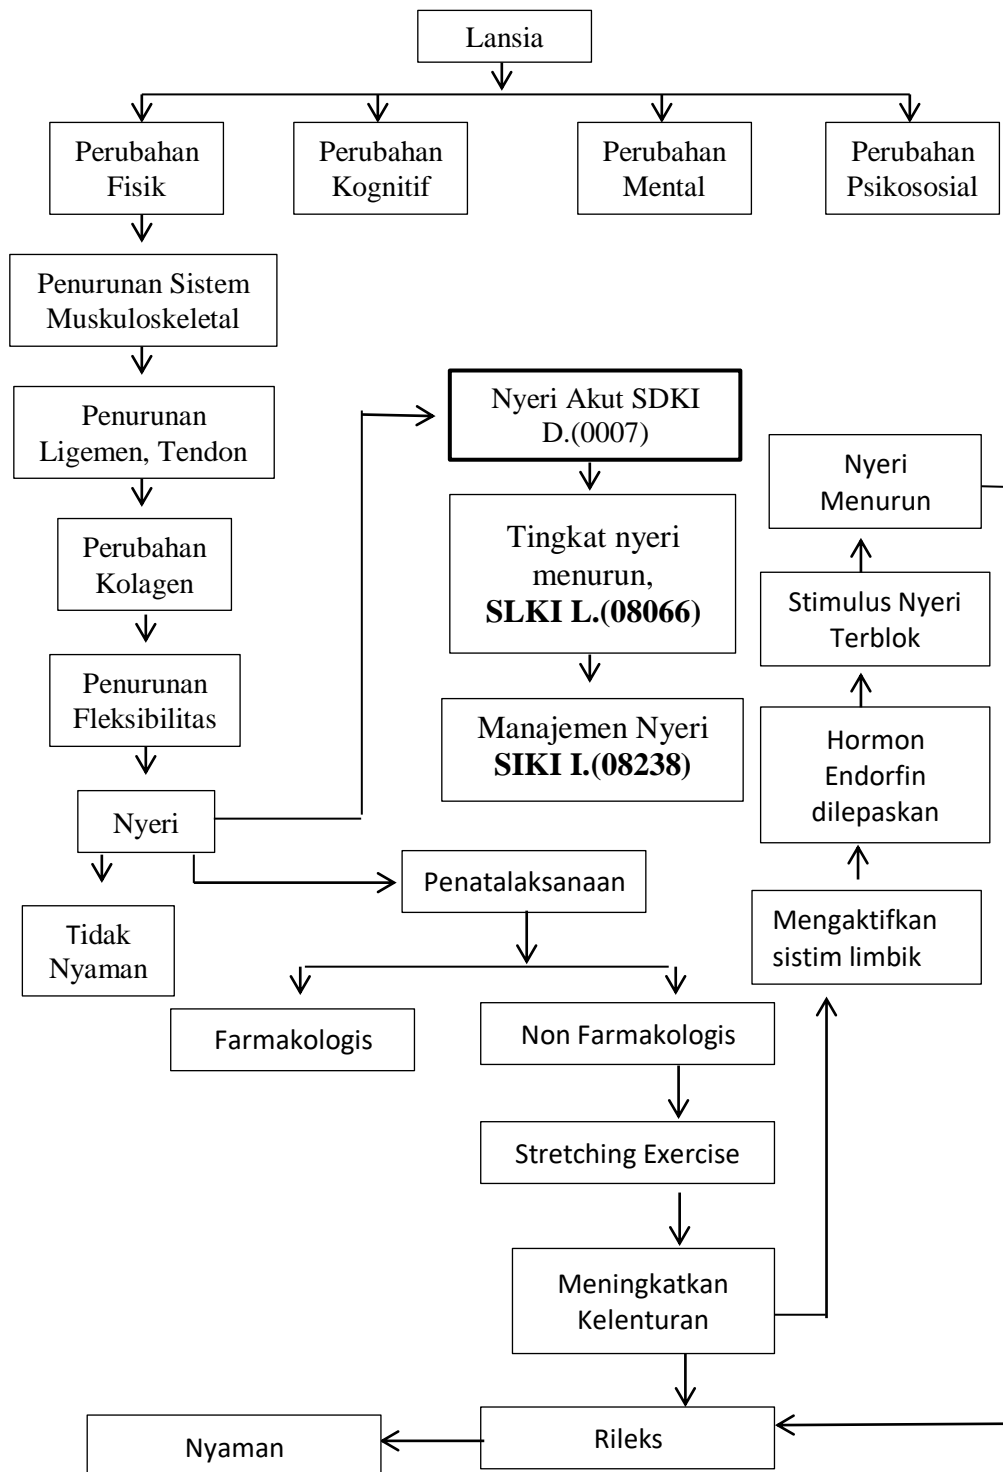 Lansia
Perubahan
Fisik
Perubahan
Kognitif
Perubahan
Mental
Perubahan
Psikososial
Penurunan Sistem
Muskuloskeletal
Penurunan
Ligemen, Tendon
Perubahan
Kolagen
Penurunan
Fleksibilitas
Nyeri
Tidak
Nyaman
Nyeri Akut SDKI
D.(0007)
Tingkat nyeri
menurun,
SLKI L.(08066)
Manajemen Nyeri
SIKI I.(08238)
Penatalaksanaan
Farmakologis
Non Farmakologis
Stretching Exercise
Meningkatkan
Kelenturan
Nyeri
Menurun
Stimulus Nyeri
Terblok
Hormon
Endorfin
dilepaskan
Mengaktifkan
sistim limbik
Rileks
Nyaman